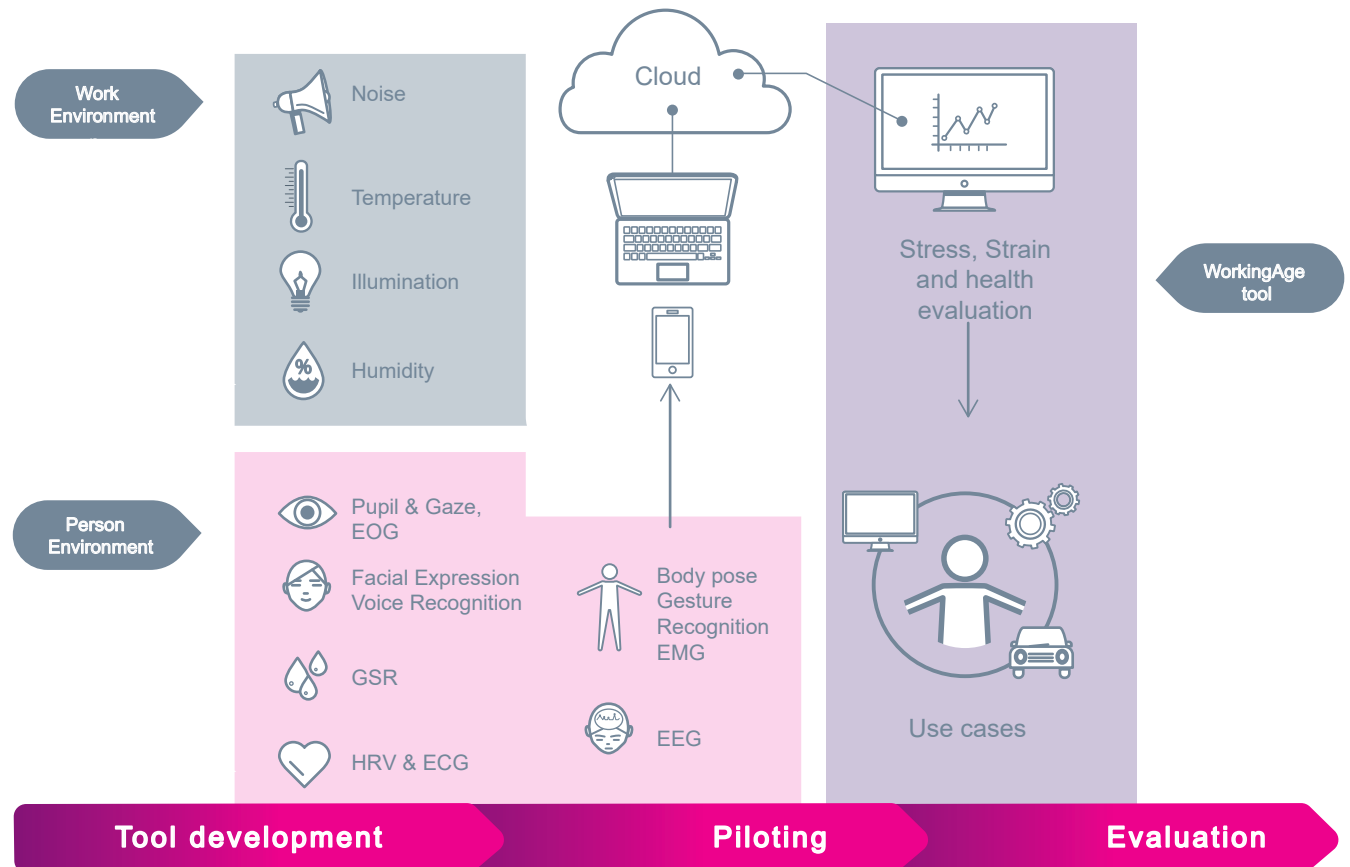 Work
Environment
Noise
Temperature
Illumination
%
Humidity
Cloud
Stress, Strain
and health
evaluation
WorkingAge
tool
Person
Environment
Pupil & Gaze,
EOG
Facial Expression
Voice Recognition
GSR
HRV & ECG
Body pose
Gesture
Recognition
EMG
EEG
Use cases
Tool development
Piloting
Evaluation